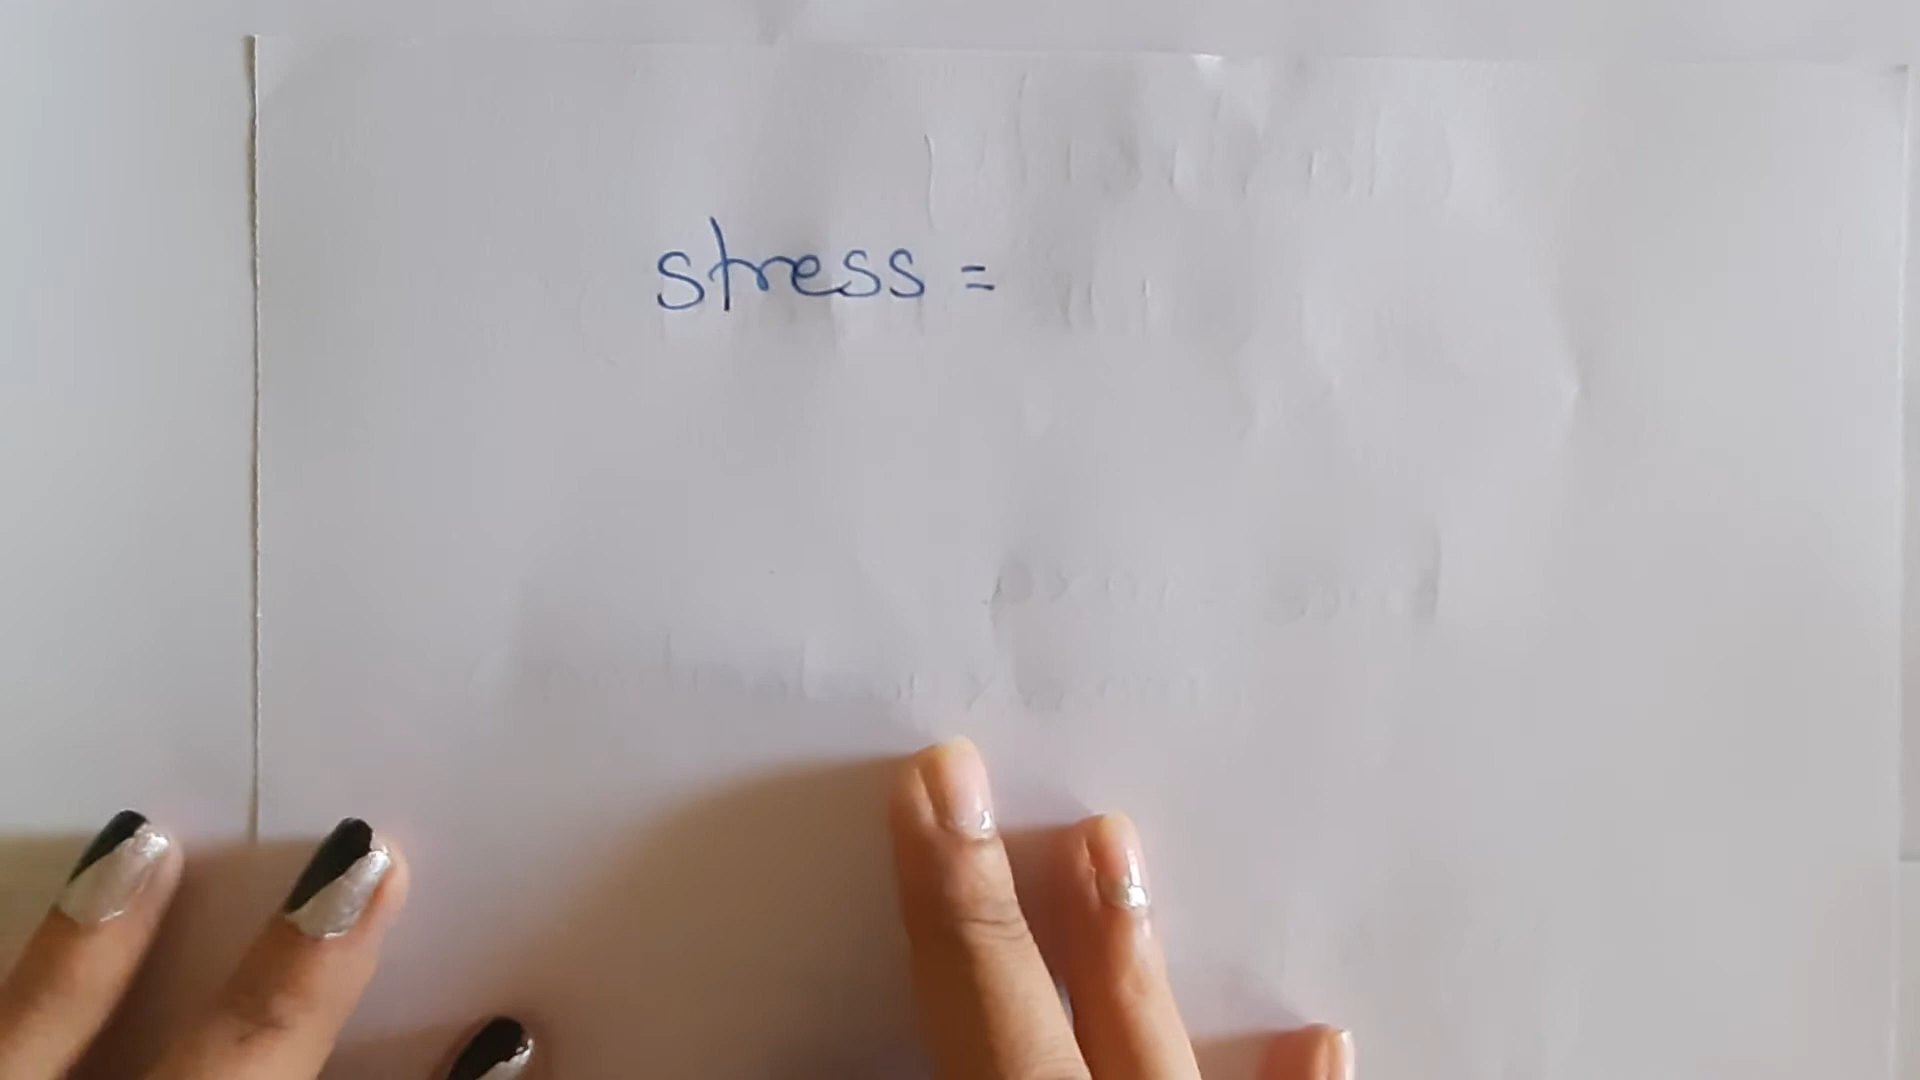 stress =